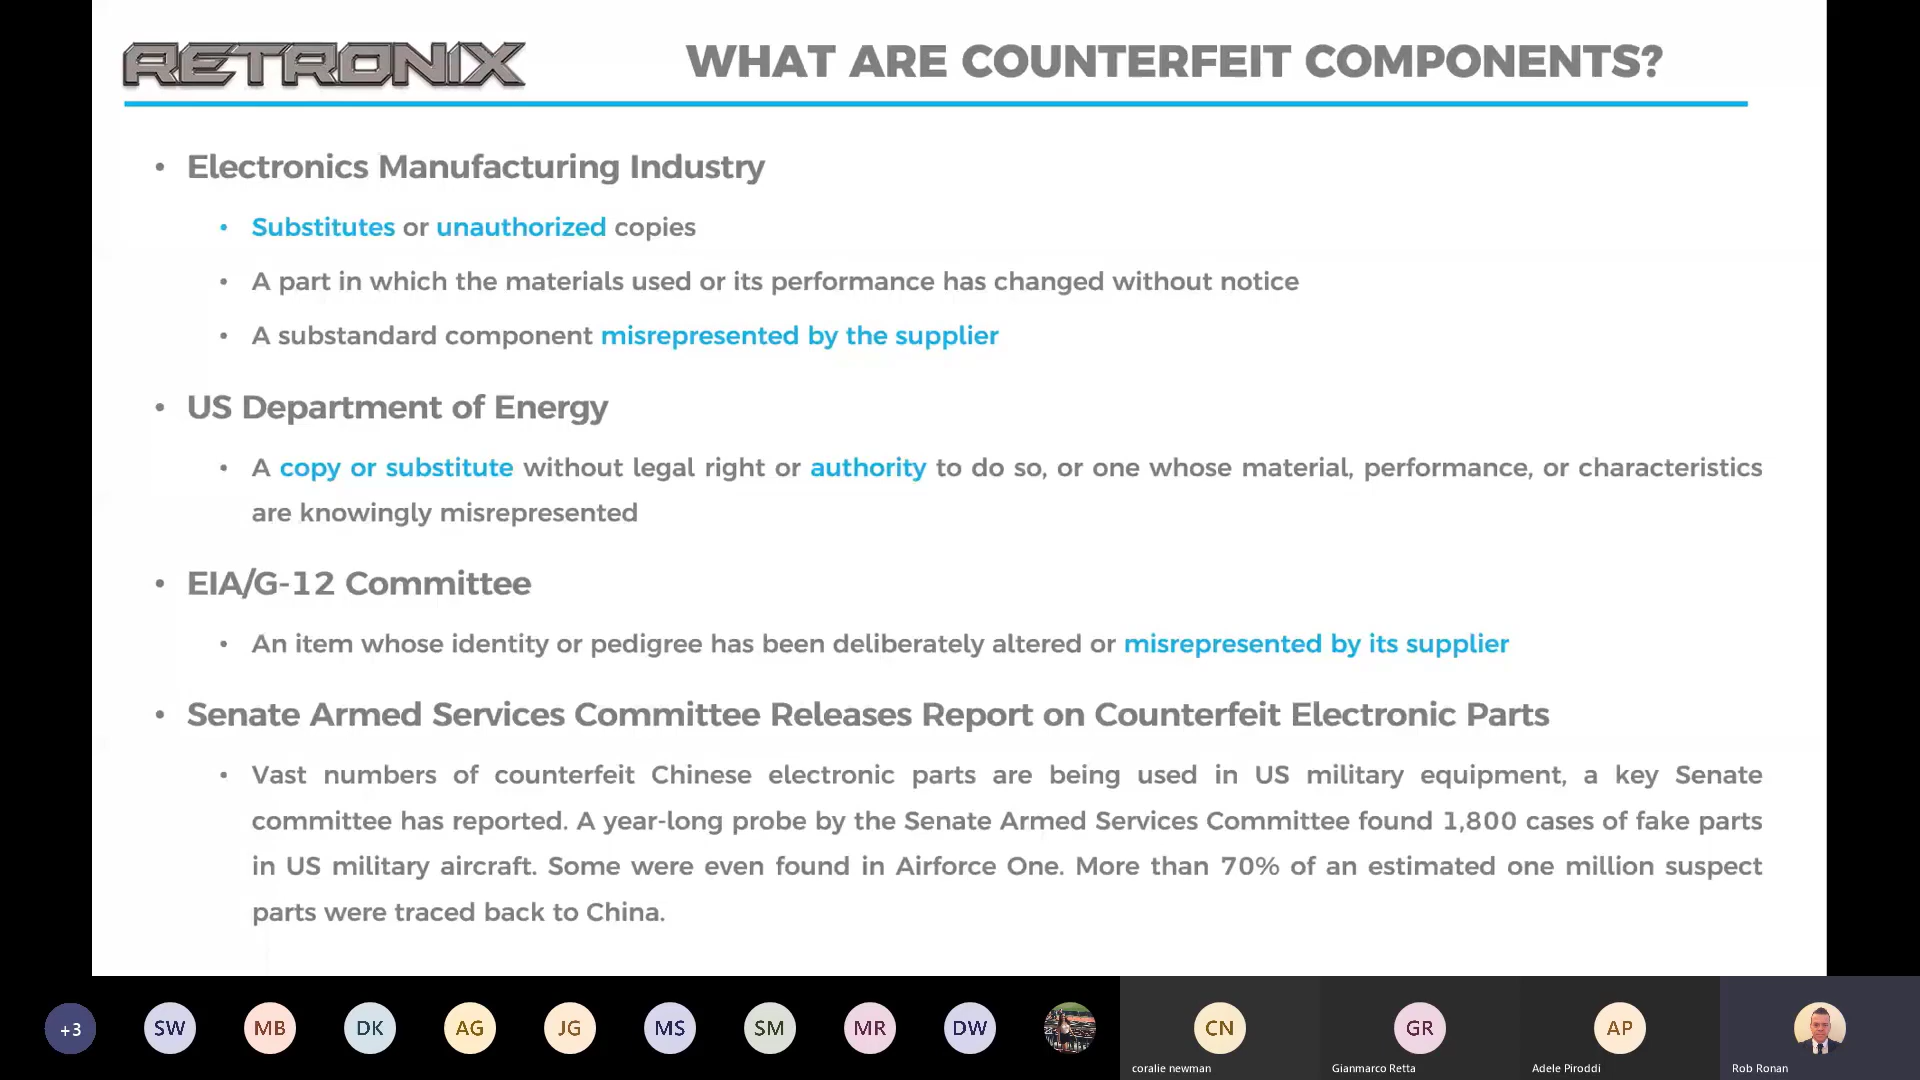 RETRONIX
WHAT ARE COUNTERFEIT COMPONENTS?
• Electronics Manufacturing Industry
• Substitutes or unauthorized copies
• A part in which the materials used or its performance has changed without notice
• A substandard component misrepresented by the supplier
• US Department of Energy
• A copy or substitute without legal right or authority to do so, or one whose material, performance, or characteristics
are knowingly misrepresented
• EIA/G-12 Committee
• An item whose identity or pedigree has been deliberately altered or misrepresented by its supplier
• Senate Armed Services Committee Releases Report on Counterfeit Electronic Parts
• Vast numbers of counterfeit Chinese electronic parts are being used in US military equipment, a key Senate
committee has reported. A year-long probe by the Senate Armed Services Committee found 1,800 cases of fake parts
in US military aircraft. Some were even found in Airforce One. More than 70% of an estimated one million suspect
parts were traced back to China.
+3 SW MB DK AG JG MS SM MR DW CN GR AP
coralie newman Gianmarco Retta Adele Piroddi Rob Ronan